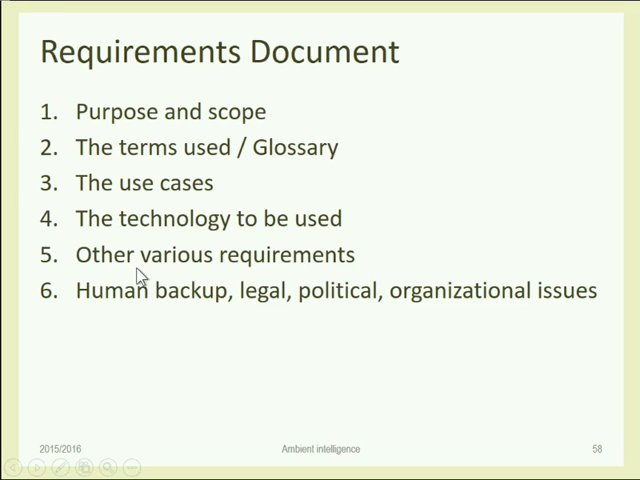 Requirements Document
1. Purpose and scope
2. The terms used / Glossary
3. The use cases
4. The technology to be used
5. Other various requirements
6. Human backup, legal, political, organizational issues
2015/2016 Ambient intelligence 58